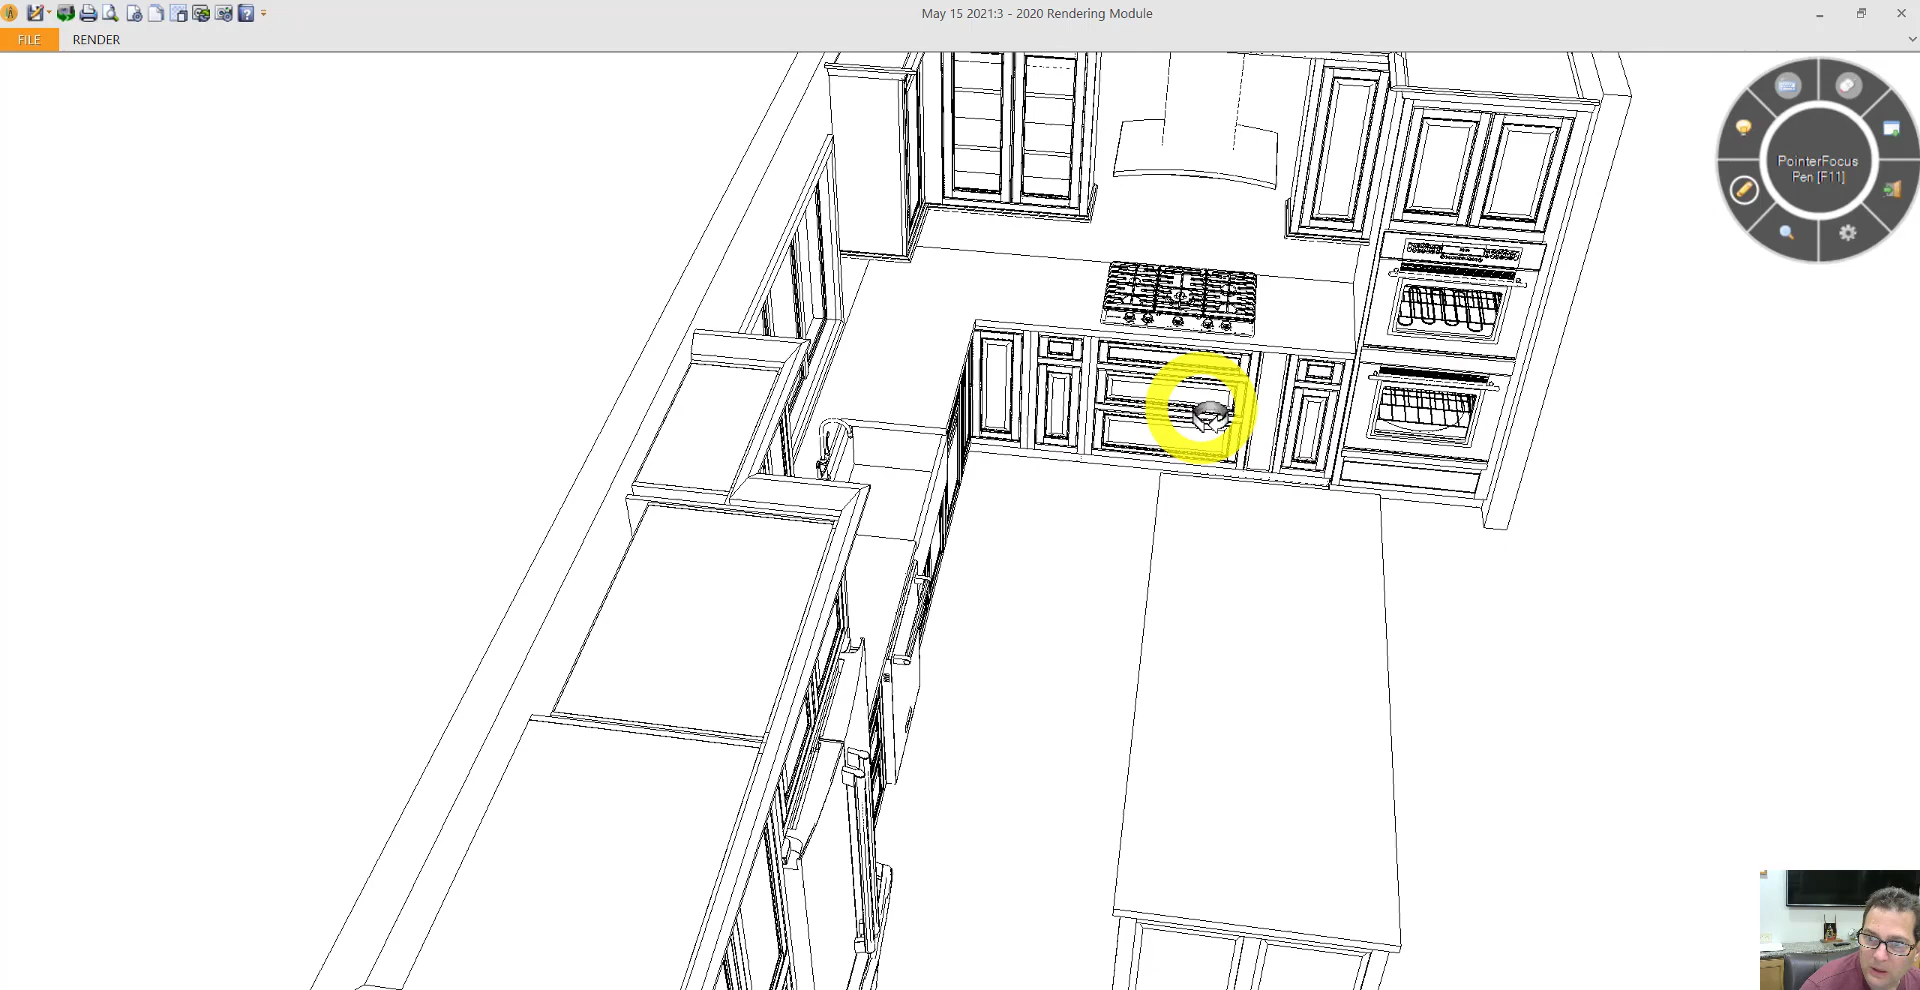 May 15 2021:3 - 2020 Rendering Module
FILE
RENDER
PointerFocus
Pen [F11]